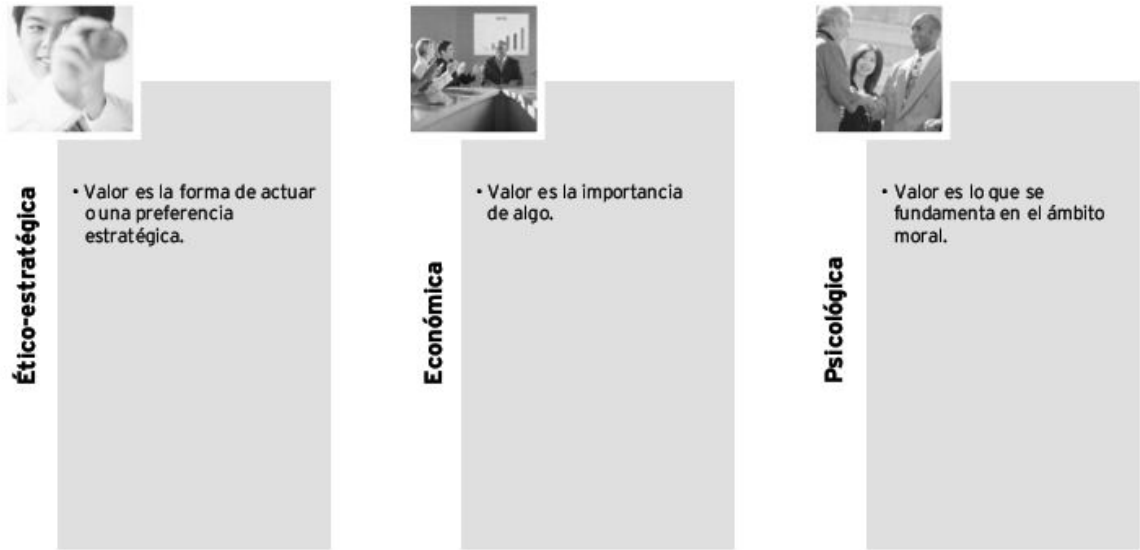 Ético-estratégica
• Valor es la forma de actuar
o una preferencia
estratégica.
Económica
• Valor es la importancia
de algo.
Psicológica
• Valor es lo que se
fundamenta en el ámbito
moral.